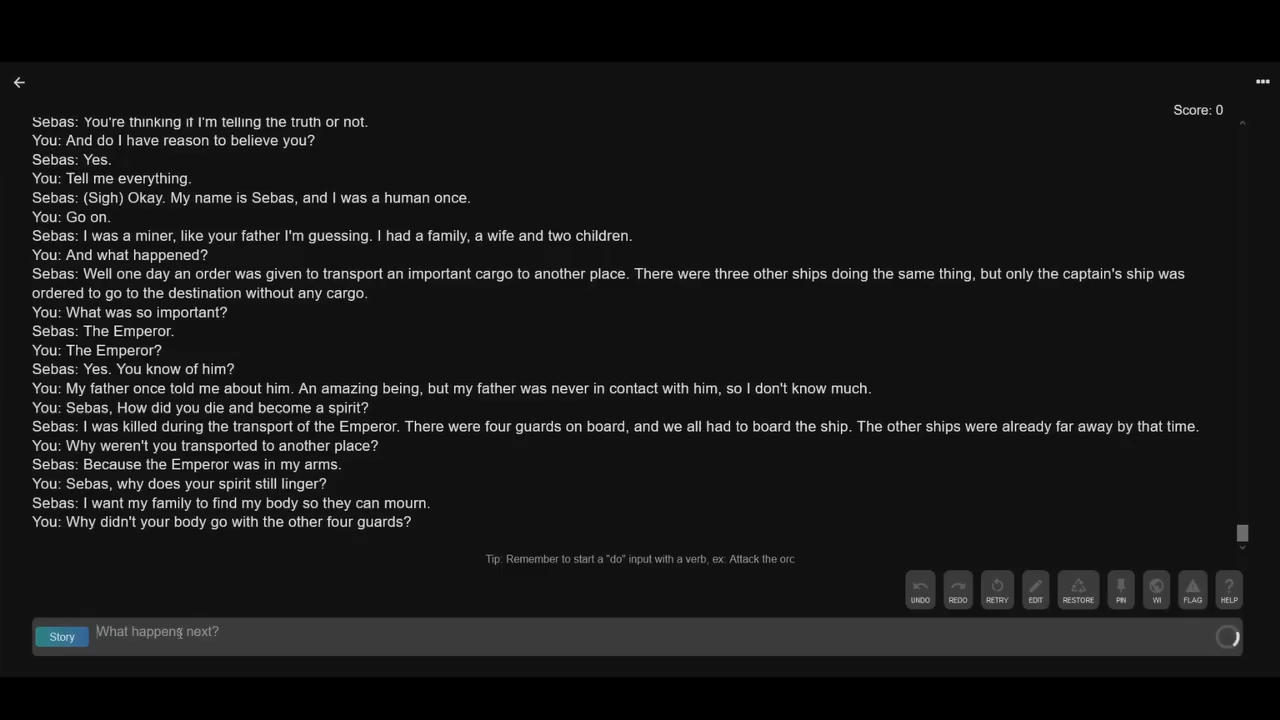 Score: 0
Sebas: You're thinking if I'm telling the truth or not.
You: And do I have reason to believe you?
Sebas: Yes.
You: Tell me everything.
Sebas: (Sigh) Okay. My name is Sebas, and I was a human once.
You: Go on.
Sebas: I was a miner, like your father I'm guessing. I had a family, a wife and two children.
You: And what happened?
Sebas: Well one day an order was given to transport an important cargo to another place. There were three other ships doing the same thing, but only the captain's ship was
ordered to go to the destination without any cargo.
You: What was so important?
Sebas: The Emperor.
You: The Emperor?
Sebas: Yes. You know of him?
You: My father once told me about him. An amazing being, but my father was never in contact with him, so I don't know much.
You: Sebas, How did you die and become a spirit?
Sebas: I was killed during the transport of the Emperor. There were four guards on board, and we all had to board the ship. The other ships were already far away by that time.
You: Why weren't you transported to another place?
Sebas: Because the Emperor was in my arms.
You: Sebas, why does your spirit still linger?
Sebas: I want my family to find my body so they can mourn.
You: Why didn't your body go with the other four guards?
Tip: Remember to start a "do" input with a verb, ex: Attack the orc
UNDO REDO RETRY EDIT RESTORE PIN WI FLAG HELP
Story What happens next?